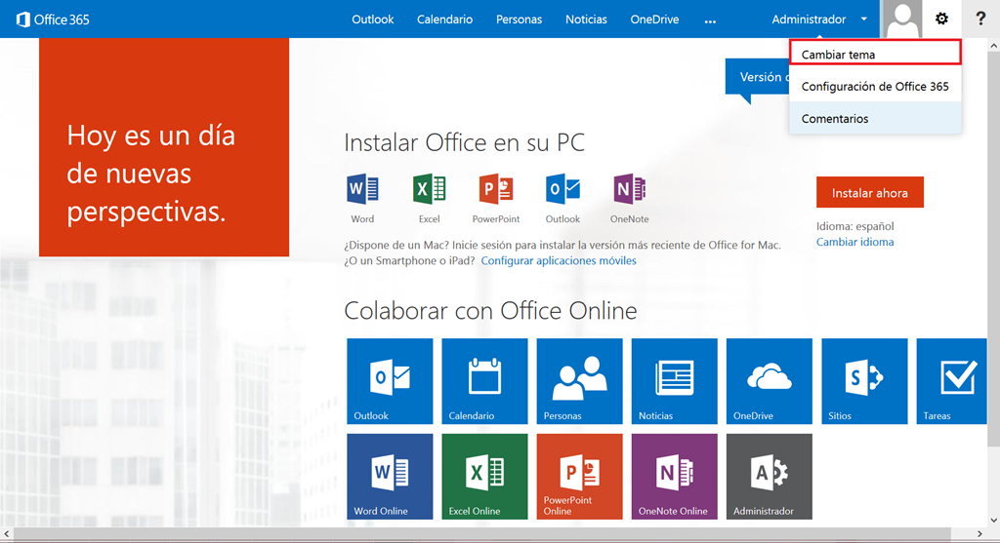 Office 365
Outlook Calendario Personas Noticias OneDrive ... Administrador ?
Cambiar tema
Configuración de Office 365
Comentarios
Versión
Hoy es un día
de nuevas
perspectivas.
Instalar Office en su PC
Word Excel PowerPoint Outlook OneNote
Instalar ahora
Idioma: español
Cambiar idioma
¿Dispone de un Mac? Inicie sesión para instalar la versión más reciente de Office for Mac.
¿O un Smartphone o iPad? Configurar aplicaciones móviles
Colaborar con Office Online
Outlook Calendario Personas Noticias OneDrive Sitios Tareas
Word Online Excel Online PowerPoint Online OneNote Online Administrador